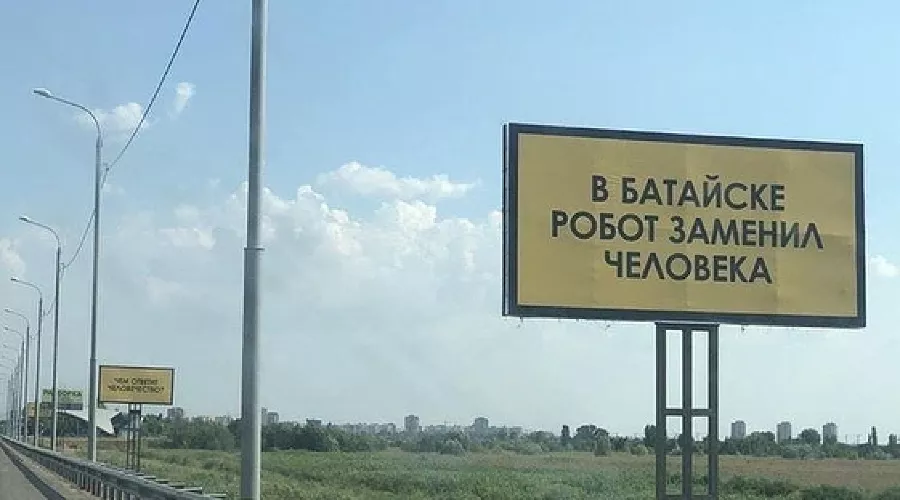 В БАТАЙСКЕ
РОБОТ ЗАМЕНИЛ
ЧЕЛОВЕКА
ЧЕМ ОТВЕТИТ
ЧЕЛОВЕЧЕСТВО?